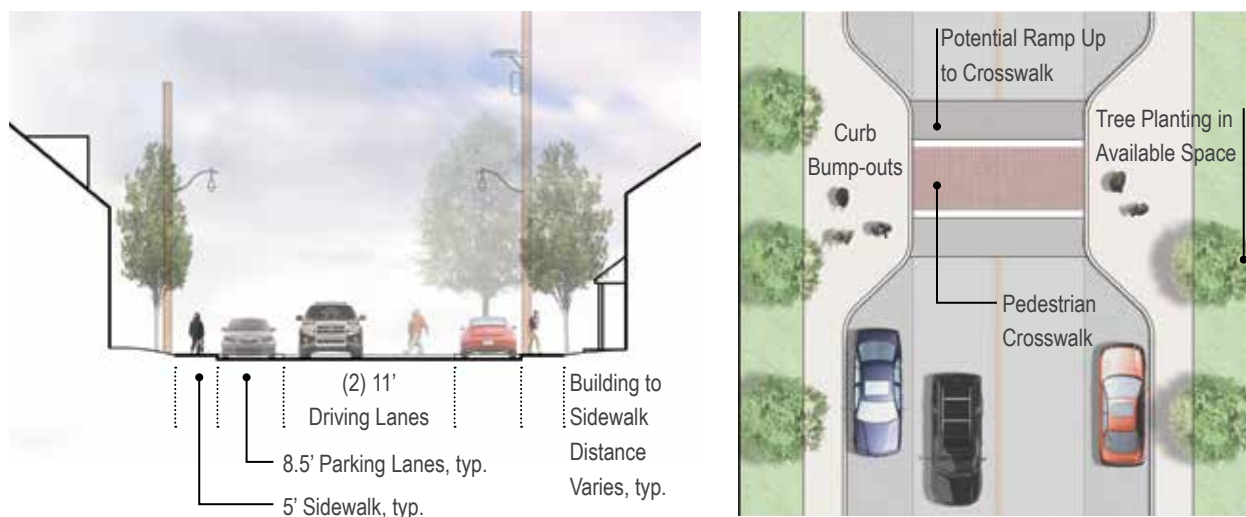 (2) 11’
Driving Lanes
Building to
Sidewalk
Distance
Varies, typ.
8.5’ Parking Lanes, typ.
5’ Sidewalk, typ.
Potential Ramp Up
to Crosswalk
Curb
Bump-outs
Tree Planting in
Available Space
Pedestrian
Crosswalk